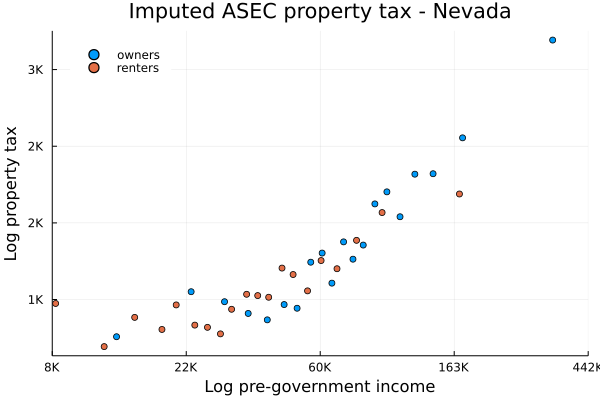 Imputed ASEC property tax - Nevada
owners
renters
3K
2K
2K
1K
Log property tax
8K
22K
60K
163K
442K
Log pre-government income